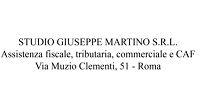 STUDIO GIUSEPPE MARTINO S.R.L.
Assistenza fiscale, tributaria, commerciale e CAF
Via Muzio Clementi, 51 - Roma